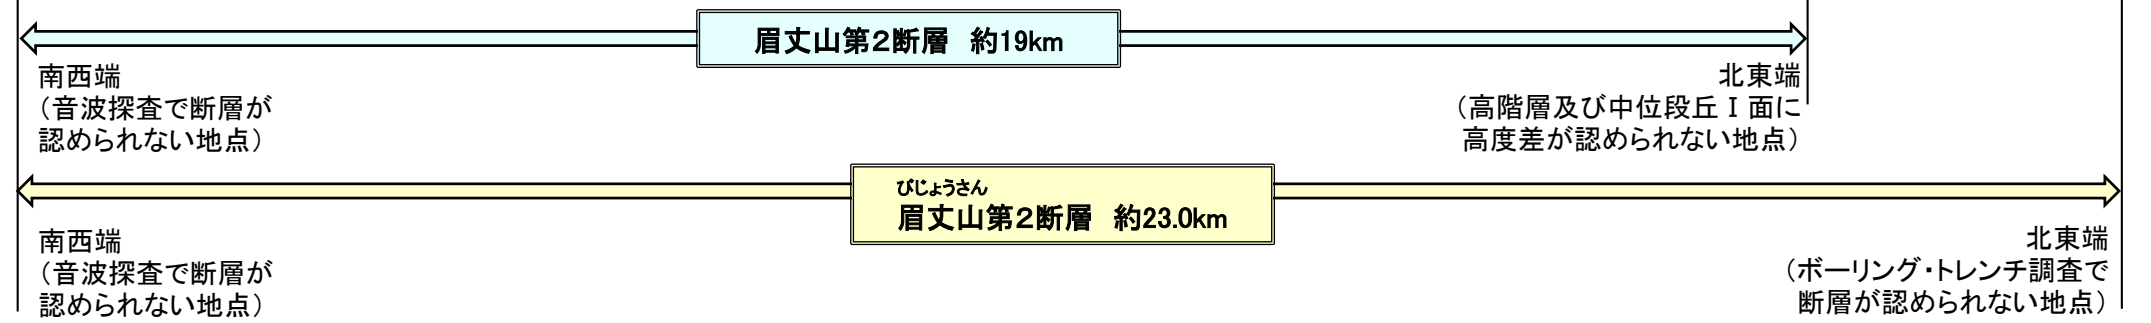 眉丈山第２断層　約19km
南西端
（音波探査で断層が
認められない地点）
北東端
（高階層及び中位段丘Ⅰ面に
高度差が認められない地点）
びじょうさん
眉丈山第２断層　約23.0km
南西端
（音波探査で断層が
認められない地点）
北東端
（ボーリング・トレンチ調査で
断層が認められない地点）